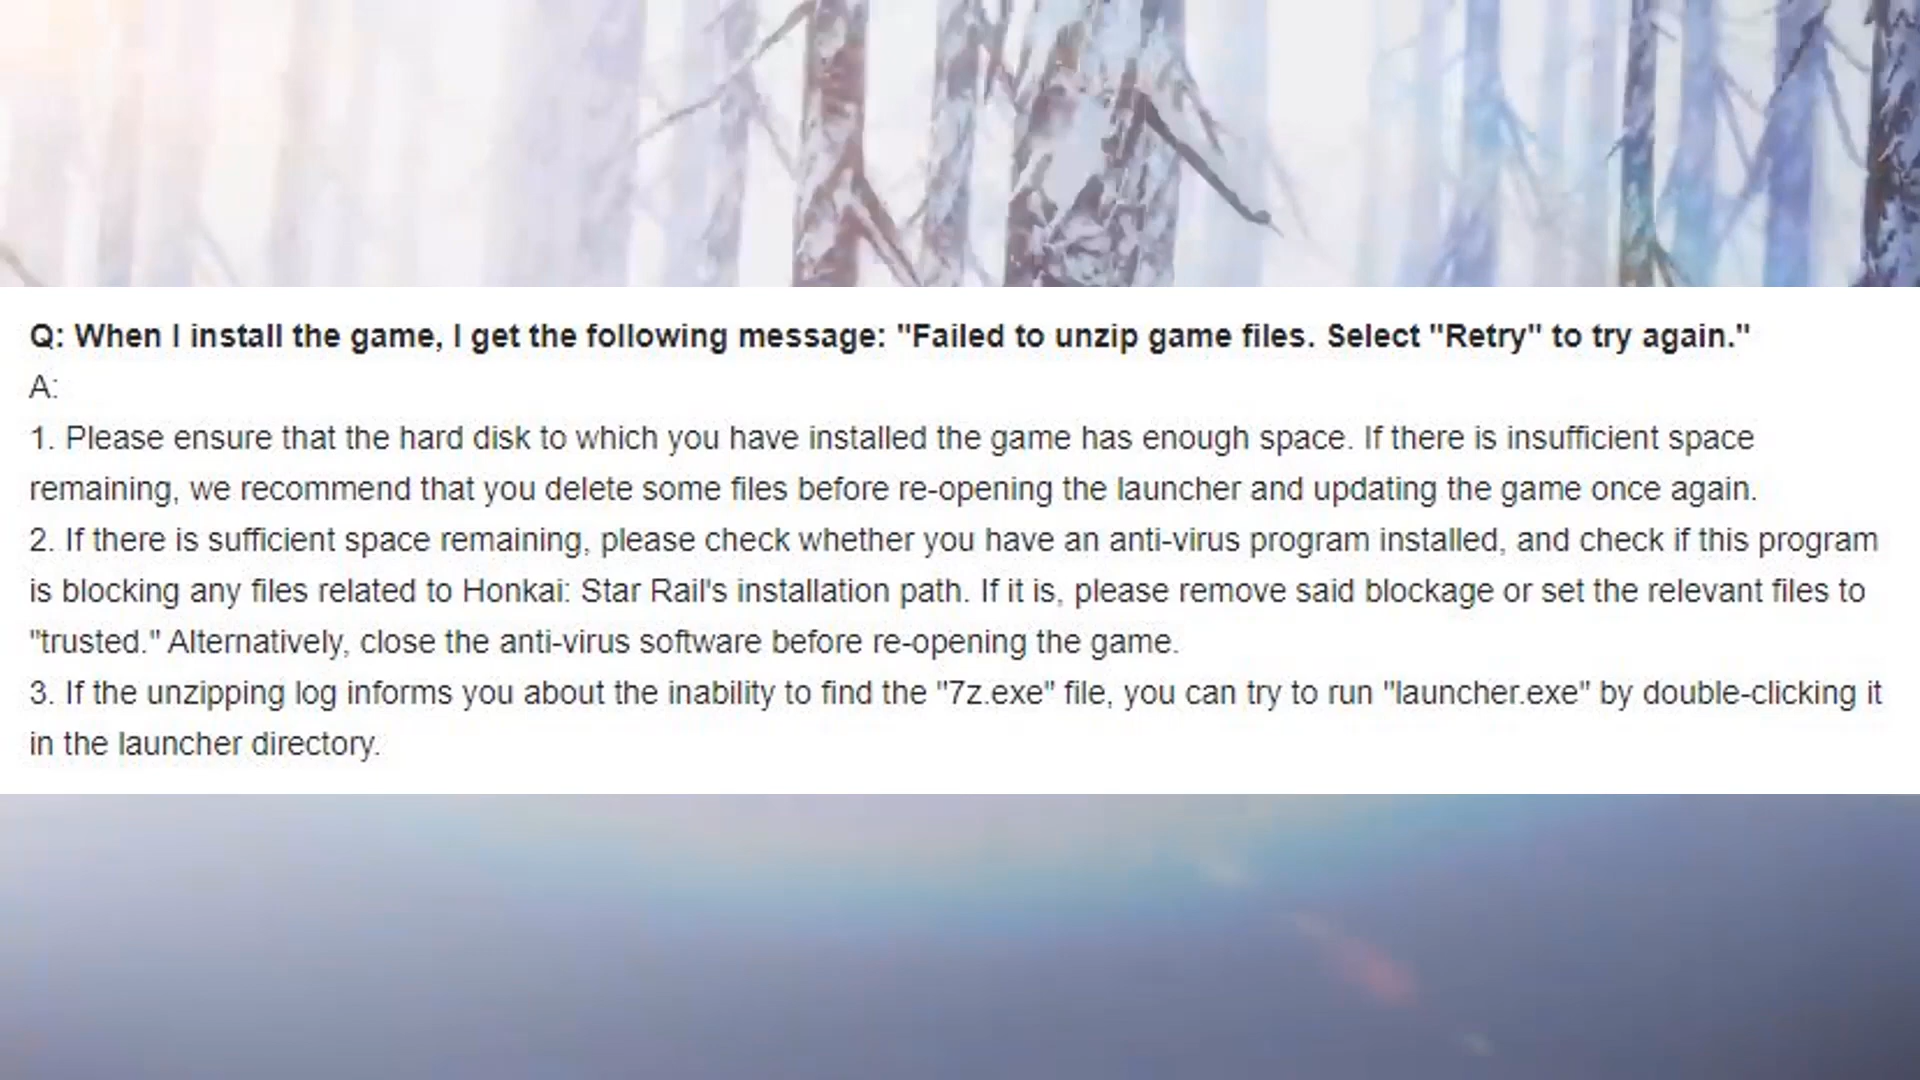 Q: When I install the game, I get the following message: "Failed to unzip game files. Select "Retry" to try again."
A:
1. Please ensure that the hard disk to which you have installed the game has enough space. If there is insufficient space
remaining, we recommend that you delete some files before re-opening the launcher and updating the game once again.
2. If there is sufficient space remaining, please check whether you have an anti-virus program installed, and check if this program
is blocking any files related to Honkai: Star Rail's installation path. If it is, please remove said blockage or set the relevant files to
"trusted." Alternatively, close the anti-virus software before re-opening the game.
3. If the unzipping log informs you about the inability to find the "7z.exe" file, you can try to run "launcher.exe" by double-clicking it
in the launcher directory.